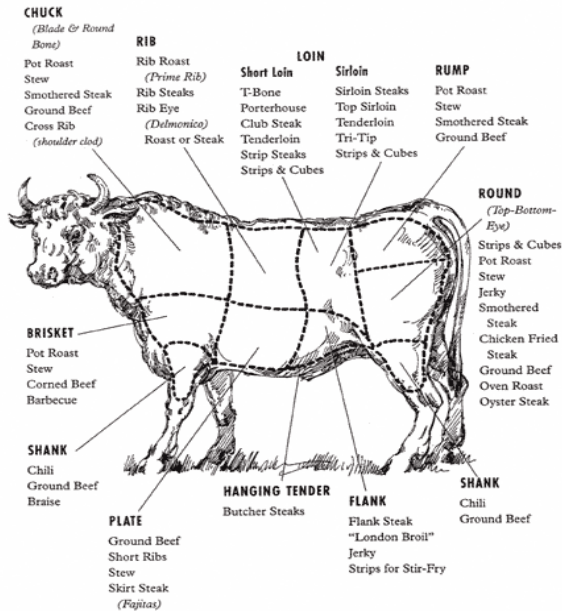 CHUCK
(Blade & Round
Bone)
Pot Roast
Stew
Smothered Steak
Ground Beef
Cross Rib
(shoulder clod)
RIB
Rib Roast
(Prime Rib)
Rib Steaks
Rib Eye
(Delmonico)
Roast or Steak
LOIN
Short Loin
T-Bone
Porterhouse
Club Steak
Tenderloin
Strip Steaks
Strips & Cubes
Sirloin
Sirloin Steaks
Top Sirloin
Tenderloin
Tri-Tip
Strips & Cubes
RUMP
Pot Roast
Stew
Smothered Steak
Ground Beef
ROUND
(Top-Bottom-
Eye)
Strips & Cubes
Pot Roast
Stew
Jerky
Smothered
Steak
Chicken Fried
Steak
Ground Beef
Oven Roast
Oyster Steak
BRISKET
Pot Roast
Stew
Corned Beef
Barbecue
SHANK
Chili
Ground Beef
Braise
PLATE
Ground Beef
Short Ribs
Stew
Skirt Steak
(Fajitas)
HANGING TENDER
Butcher Steaks
FLANK
Flank Steak
"London Broil"
Jerky
Strips for Stir-Fry
SHANK
Chili
Ground Beef